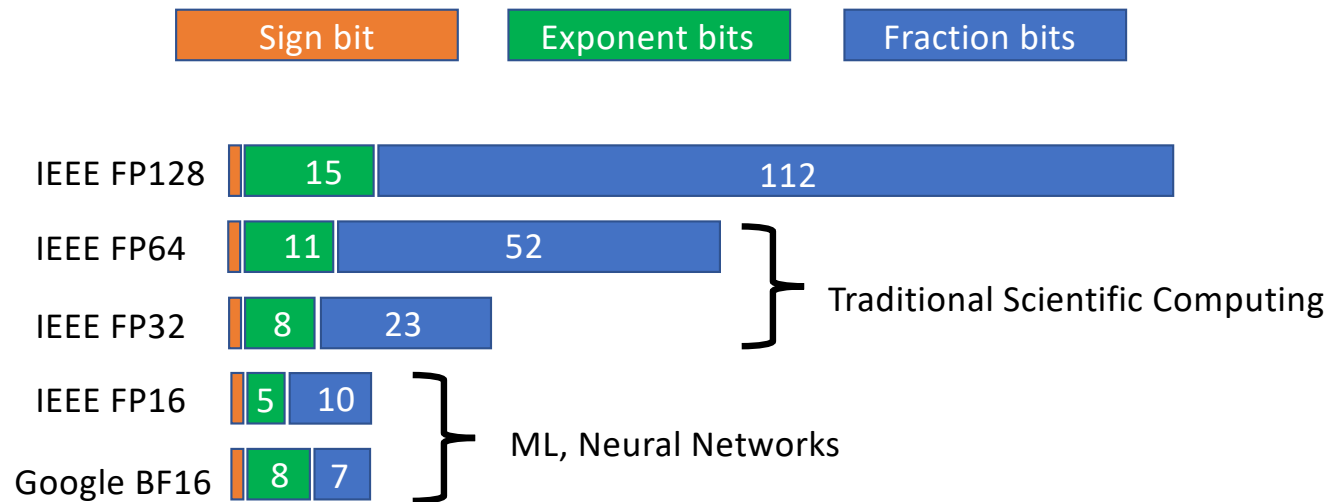 Sign bit Exponent bits Fraction bits
IEEE FP128 15 112
IEEE FP64 11 52
Traditional Scientific Computing
IEEE FP32 8 23
IEEE FP16 5 10
ML, Neural Networks
Google BF16 8 7